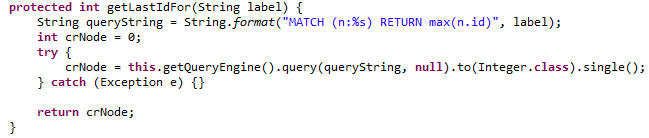 protected int getLastIdFor(String label) {
    String queryString = String.format("MATCH (n:%s) RETURN max(n.id)", label);
    int crNode = 0;
    try {
        crNode = this.getQueryEngine().query(queryString, null).to(Integer.class).single();
    } catch (Exception e) {}

    return crNode;
}